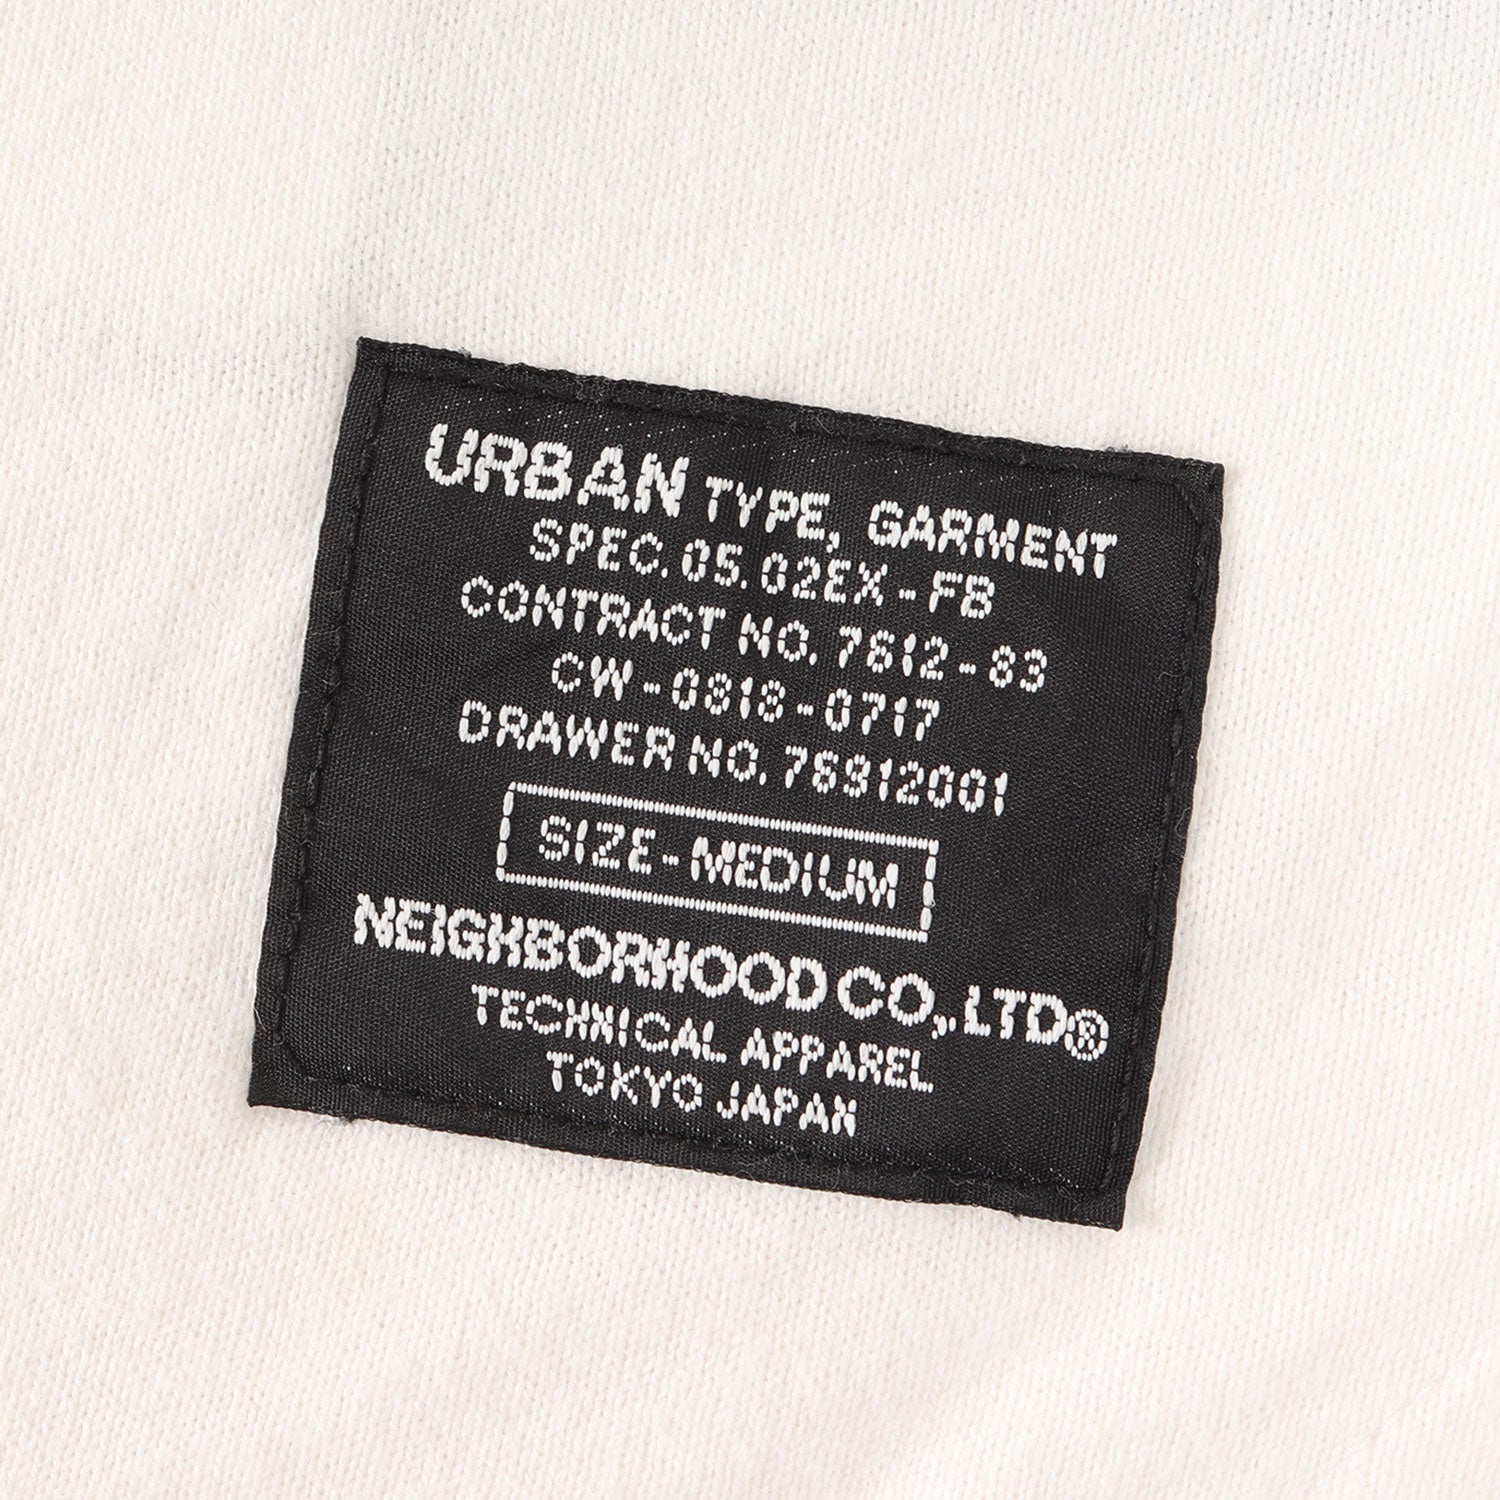 URBAN TYPE, GARMENT
SPEC. 05. 02EX-FB
CONTRACT NO. 7612-83
CW-0818-0717
DRAWER NO. 76912001
SIZE-MEDIUM
NEIGHBORHOOD CO,.LTD®
TECHNICAL APPAREL
TOKYO JAPAN